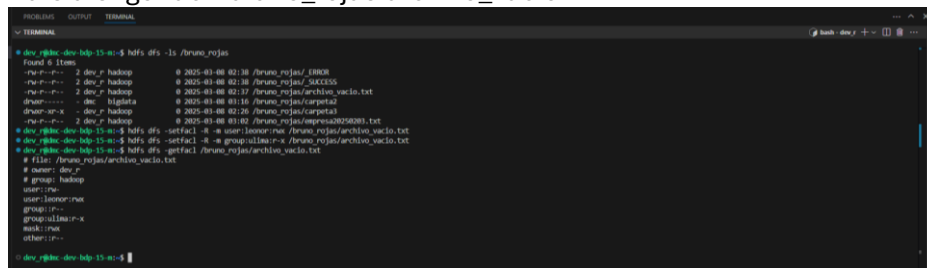 PROBLEMS OUTPUT TERMINAL
TERMINAL
bash - dev_r
dev_r@dmc-dev-bdp-15-m:~$ hdfs dfs -ls /bruno_rojas
Found 6 items
-rw-r--r-- 2 dev_r hadoop 0 2025-03-08 02:38 /bruno_rojas/_ERROR
-rw-r--r-- 2 dev_r hadoop 0 2025-03-08 02:38 /bruno_rojas/_SUCCESS
-rw-r--r-- 2 dev_r hadoop 0 2025-03-08 02:37 /bruno_rojas/archivo_vacio.txt
drwxr----- - dmc bigdata 0 2025-03-08 03:16 /bruno_rojas/carpeta2
drwxr-xr-x - dev_r hadoop 0 2025-03-08 02:26 /bruno_rojas/carpeta3
-rw-r--r-- 2 dev_r hadoop 0 2025-03-08 03:02 /bruno_rojas/empresa20250203.txt
dev_r@dmc-dev-bdp-15-m:~$ hdfs dfs -setfacl -R -m user:leonor:rwx /bruno_rojas/archivo_vacio.txt
dev_r@dmc-dev-bdp-15-m:~$ hdfs dfs -setfacl -R -m group:ulima:r-x /bruno_rojas/archivo_vacio.txt
dev_r@dmc-dev-bdp-15-m:~$ hdfs dfs -getfacl /bruno_rojas/archivo_vacio.txt
# file: /bruno_rojas/archivo_vacio.txt
# owner: dev_r
# group: hadoop
user::rw-
user:leonor:rwx
group::r--
group:ulima:r-x
mask::rwx
other::r--
dev_r@dmc-dev-bdp-15-m:~$